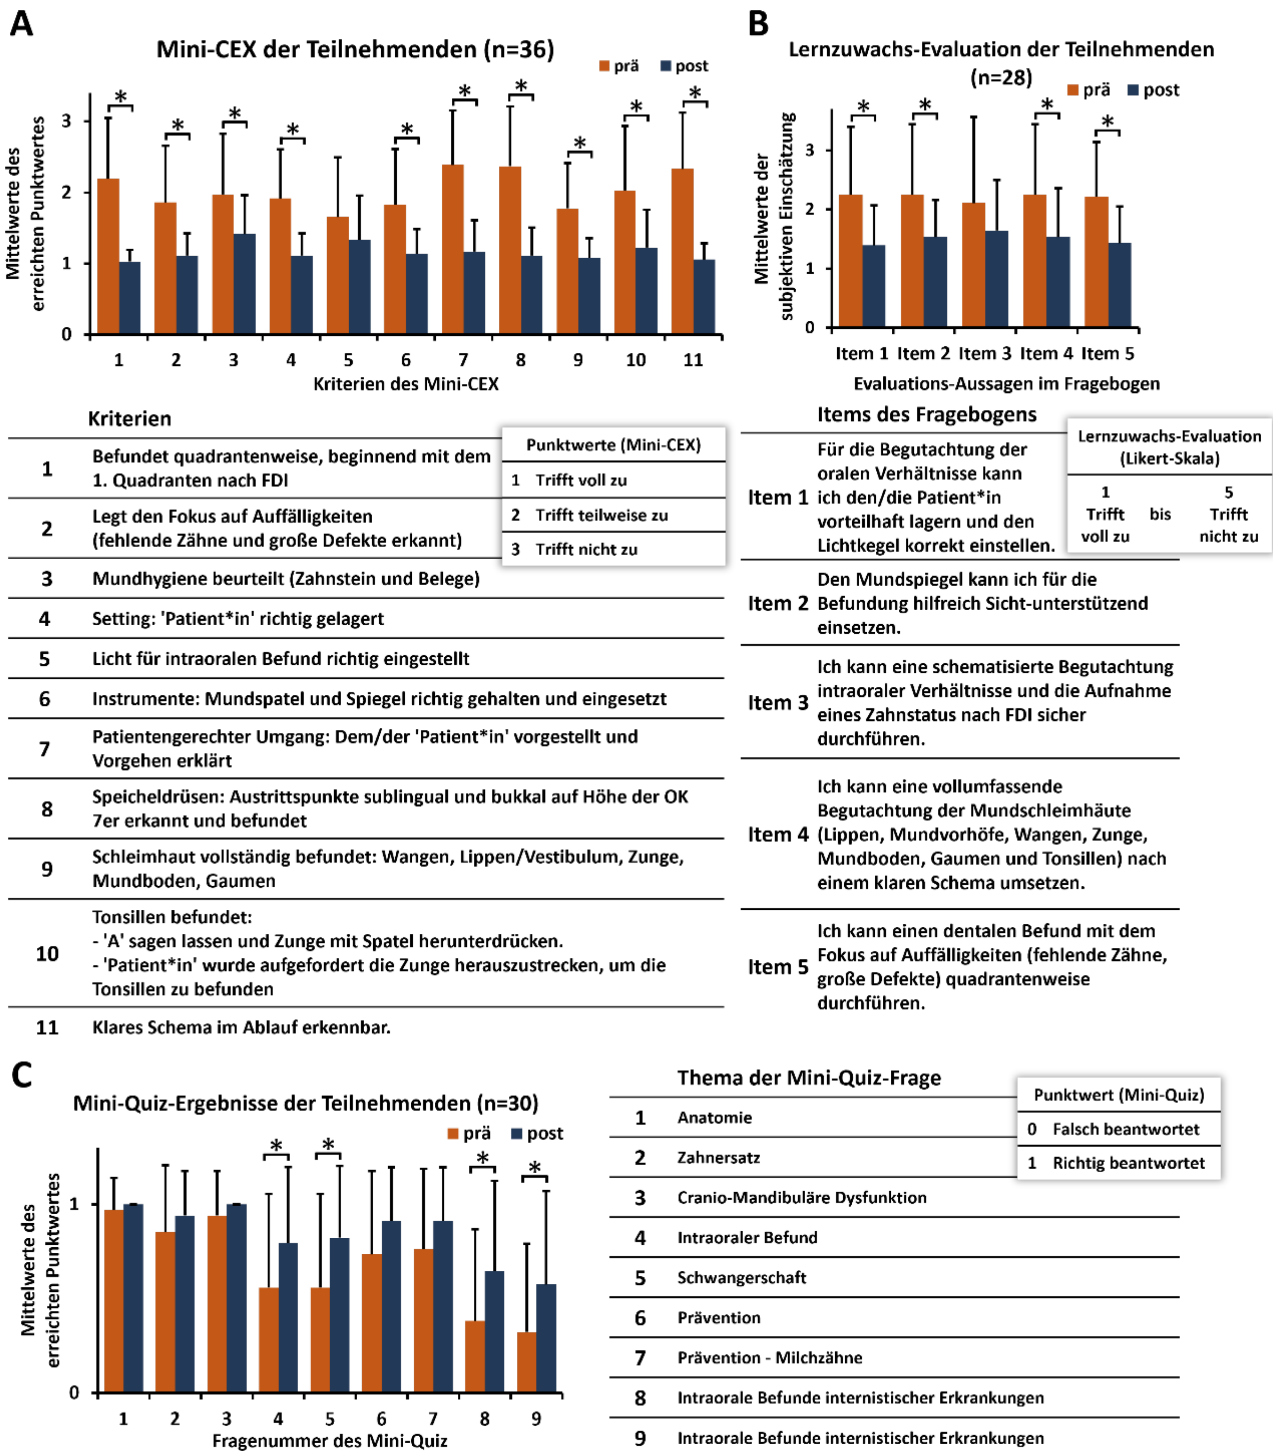 A
Mini-CEX der Teilnehmenden (n=36)
prä post
Mittelwerte des
erreichten Punktwertes
3
2
1
0
* * * * * * * * * *
1 2 3 4 5 6 7 8 9 10 11
Kriterien des Mini-CEX
B
Lernzuwachs-Evaluation der Teilnehmenden
(n=28)
prä post
Mittelwerte der
subjektiven Einschätzung
3
2
1
0
* * * *
Item 1 Item 2 Item 3 Item 4 Item 5
Evaluations-Aussagen im Fragebogen
Kriterien
1 Befundet quadrantenweise, beginnend mit dem
1. Quadranten nach FDI
2 Legt den Fokus auf Auffälligkeiten
(fehlende Zähne und große Defekte erkannt)
3 Mundhygiene beurteilt (Zahnstein und Belege)
4 Setting: 'Patient*in' richtig gelagert
5 Licht für intraoralen Befund richtig eingestellt
6 Instrumente: Mundspatel und Spiegel richtig gehalten und eingesetzt
7 Patientengerechter Umgang: Dem/der 'Patient*in' vorgestellt und
Vorgehen erklärt
8 Speicheldrüsen: Austrittspunkte sublingual und bukkal auf Höhe der OK
7er erkannt und befundet
9 Schleimhaut vollständig befundet: Wangen, Lippen/Vestibulum, Zunge,
Mundboden, Gaumen
10 Tonsillen befundet:
- 'A' sagen lassen und Zunge mit Spatel herunterdrücken.
- 'Patient*in' wurde aufgefordert die Zunge herauszustrecken, um die
Tonsillen zu befunden
11 Klares Schema im Ablauf erkennbar.
Punktwerte (Mini-CEX)
1 Trifft voll zu
2 Trifft teilweise zu
3 Trifft nicht zu
Items des Fragebogens
Item 1 Für die Begutachtung der
oralen Verhältnisse kann
ich den/die Patient*in
vorteilhaft lagern und den
Lichtkegel korrekt einstellen.
Item 2 Den Mundspiegel kann ich für die
Befundung hilfreich Sicht-unterstützend
einsetzen.
Item 3 Ich kann eine schematisierte Begutachtung
intraoraler Verhältnisse und die Aufnahme
eines Zahnstatus nach FDI sicher
durchführen.
Item 4 Ich kann eine vollumfassende
Begutachtung der Mundschleimhäute
(Lippen, Mundvorhöfe, Wangen, Zunge,
Mundboden, Gaumen und Tonsillen) nach
einem klaren Schema umsetzen.
Item 5 Ich kann einen dentalen Befund mit dem
Fokus auf Auffälligkeiten (fehlende Zähne,
große Defekte) quadrantenweise
durchführen.
Lernzuwachs-Evaluation
(Likert-Skala)
1 5
Trifft bis Trifft
voll zu nicht zu
C
Mini-Quiz-Ergebnisse der Teilnehmenden (n=30)
prä post
Mittelwerte des
erreichten Punktwertes
1
0
* * * *
1 2 3 4 5 6 7 8 9
Fragenummer des Mini-Quiz
Thema der Mini-Quiz-Frage
1 Anatomie
2 Zahnersatz
3 Cranio-Mandibuläre Dysfunktion
4 Intraoraler Befund
5 Schwangerschaft
6 Prävention
7 Prävention - Milchzähne
8 Intraorale Befunde internistischer Erkrankungen
9 Intraorale Befunde internistischer Erkrankungen
Punktwert (Mini-Quiz)
0 Falsch beantwortet
1 Richtig beantwortet